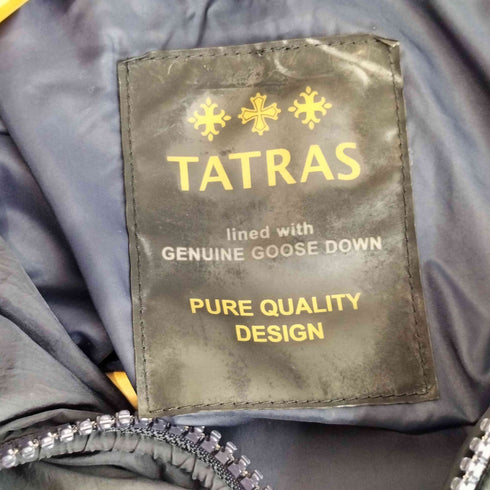 TATRAS
lined with
GENUINE GOOSE DOWN
PURE QUALITY
DESIGN